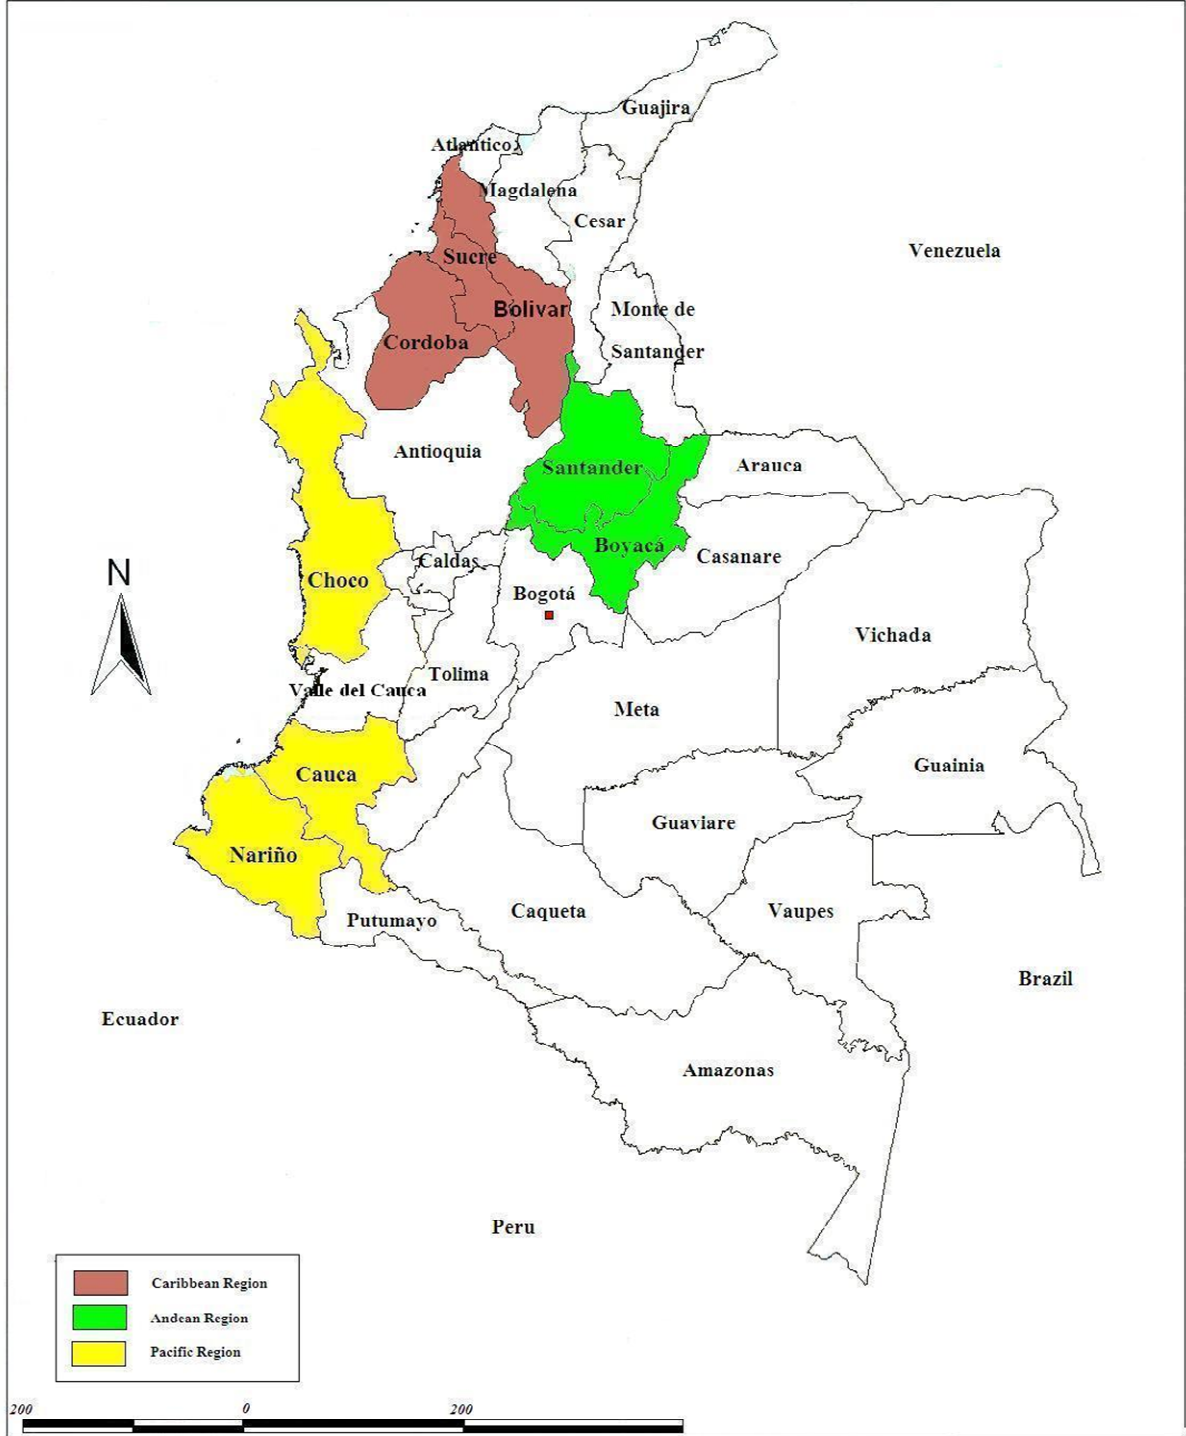 Guajira
Atlantico
Magdalena
Cesar
Venezuela
Sucre
Bolivar
Monte de
Santander
Cordoba
Antioquia
Santander
Arauca
Boyacá
Casanare
Caldas
Choco
Bogotá
N
Vichada
Tolima
Valle del Cauca
Meta
Cauca
Guainia
Guaviare
Nariño
Putumayo
Caqueta
Vaupes
Brazil
Ecuador
Amazonas
Peru
Caribbean Region
Andean Region
Pacific Region
200 0 200